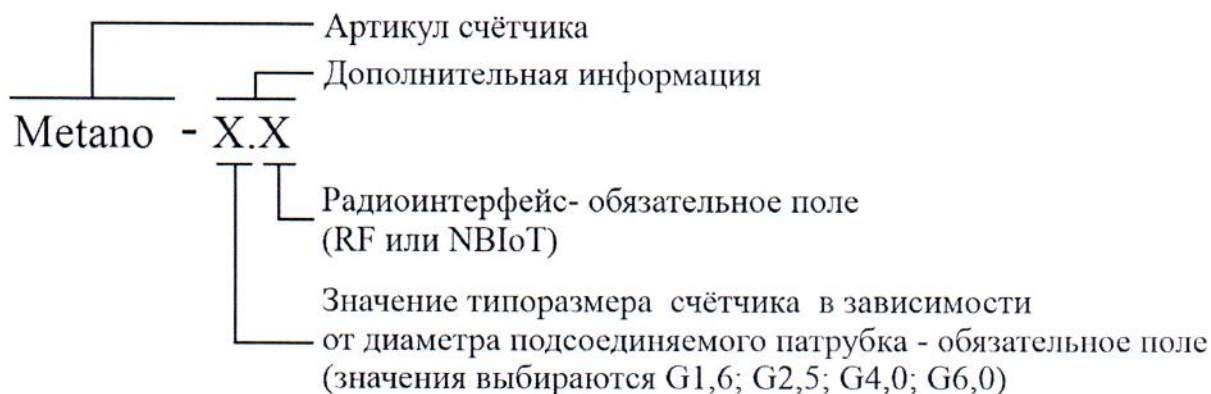 Артикул счётчика
Дополнительная информация
Metano - X.X
Радиоинтерфейс- обязательное поле
(RF или NBIoT)
Значение типоразмера счётчика в зависимости
от диаметра подсоединяемого патрубка - обязательное поле
(значения выбираются G1,6; G2,5; G4,0; G6,0)